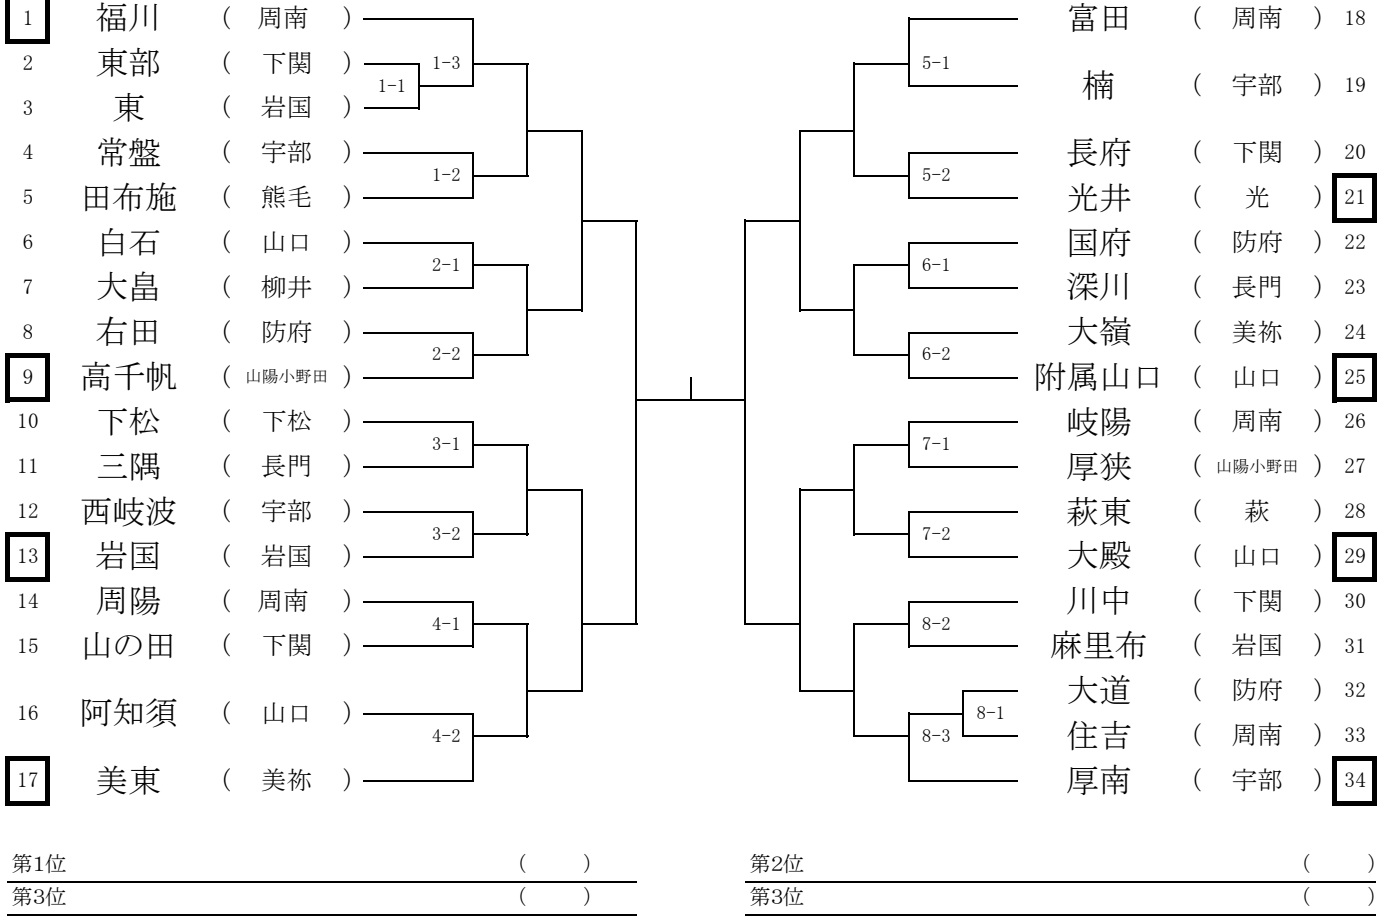 1 福川 ( 周南 )
2 東部 ( 下関 )
3 東 ( 岩国 )
4 常盤 ( 宇部 )
5 田布施 ( 熊毛 )
6 白石 ( 山口 )
7 大畠 ( 柳井 )
8 右田 ( 防府 )
9 高千帆 ( 山陽小野田 )
10 下松 ( 下松 )
11 三隅 ( 長門 )
12 西岐波 ( 宇部 )
13 岩国 ( 岩国 )
14 周陽 ( 周南 )
15 山の田 ( 下関 )
16 阿知須 ( 山口 )
17 美東 ( 美祢 )
1-3
1-1
1-2
2-1
2-2
3-1
3-2
4-1
4-2
5-1
5-2
6-1
6-2
7-1
7-2
8-2
8-1
8-3
富田 ( 周南 ) 18
楠 ( 宇部 ) 19
長府 ( 下関 ) 20
光井 ( 光 ) 21
国府 ( 防府 ) 22
深川 ( 長門 ) 23
大嶺 ( 美祢 ) 24
附属山口 ( 山口 ) 25
岐陽 ( 周南 ) 26
厚狭 ( 山陽小野田 ) 27
萩東 ( 萩 ) 28
大殿 ( 山口 ) 29
川中 ( 下関 ) 30
麻里布 ( 岩国 ) 31
大道 ( 防府 ) 32
住吉 ( 周南 ) 33
厚南 ( 宇部 ) 34
第1位 ( )
第3位 ( )
第2位 ( )
第3位 ( )